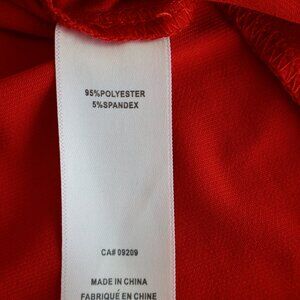 95%POLYESTER
5%SPANDEX
CA# 09209
MADE IN CHINA
FABRIQUÉ EN CHINE